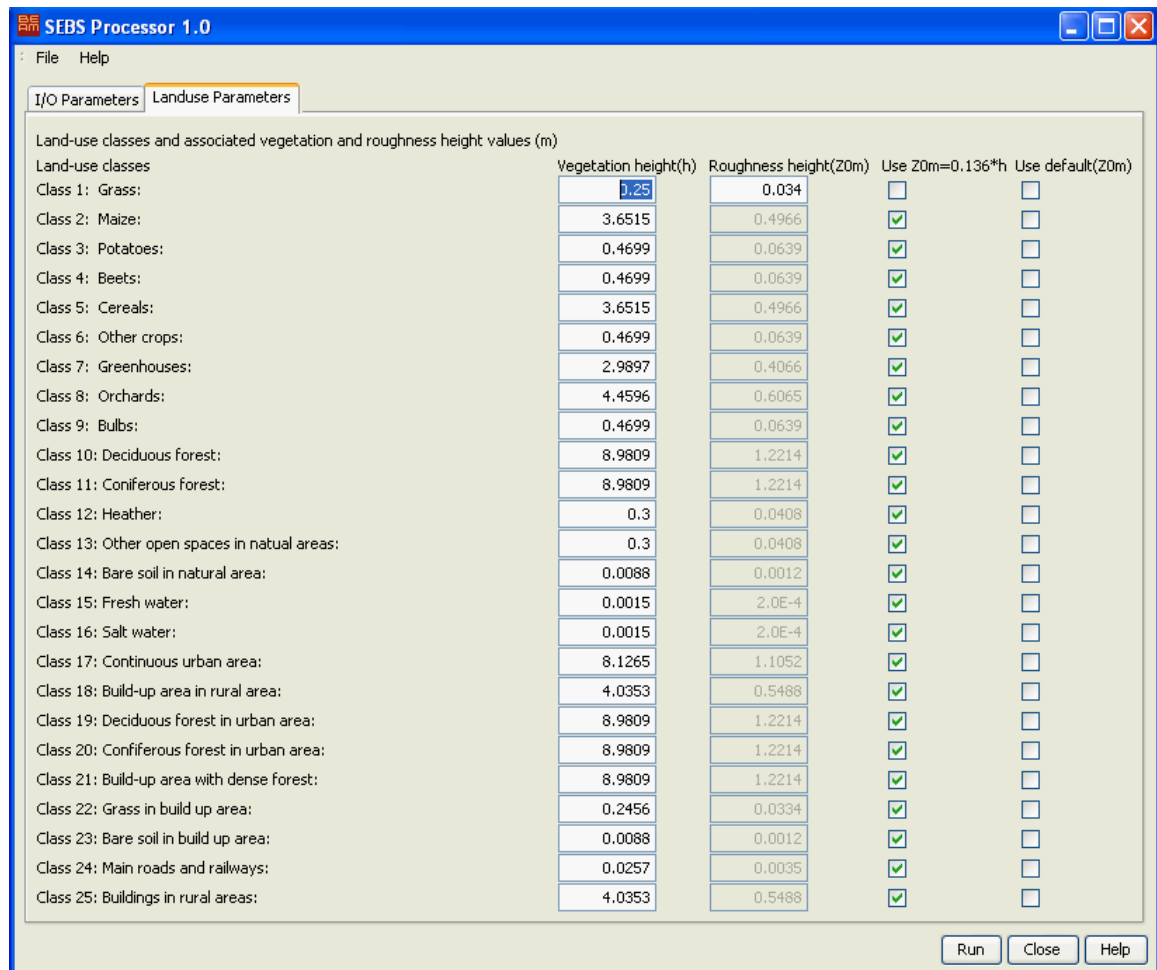 SEBS Processor 1.0
File Help
I/O Parameters Landuse Parameters
Land-use classes and associated vegetation and roughness height values (m)
Land-use classes Vegetation height(h) Roughness height(Z0m) Use Z0m=0.136*h Use default(Z0m)
Class 1: Grass: 0.25 0.034
Class 2: Maize: 3.6515 0.4966
Class 3: Potatoes: 0.4699 0.0639
Class 4: Beets: 0.4699 0.0639
Class 5: Cereals: 3.6515 0.4966
Class 6: Other crops: 0.4699 0.0639
Class 7: Greenhouses: 2.9897 0.4066
Class 8: Orchards: 4.4596 0.6065
Class 9: Bulbs: 0.4699 0.0639
Class 10: Deciduous forest: 8.9809 1.2214
Class 11: Coniferous forest: 8.9809 1.2214
Class 12: Heather: 0.3 0.0408
Class 13: Other open spaces in natual areas: 0.3 0.0408
Class 14: Bare soil in natural area: 0.0088 0.0012
Class 15: Fresh water: 0.0015 2.0E-4
Class 16: Salt water: 0.0015 2.0E-4
Class 17: Continuous urban area: 8.1265 1.1052
Class 18: Build-up area in rural area: 4.0353 0.5488
Class 19: Deciduous forest in urban area: 8.9809 1.2214
Class 20: Confiferous forest in urban area: 8.9809 1.2214
Class 21: Build-up area with dense forest: 8.9809 1.2214
Class 22: Grass in build up area: 0.2456 0.0334
Class 23: Bare soil in build up area: 0.0088 0.0012
Class 24: Main roads and railways: 0.0257 0.0035
Class 25: Buildings in rural areas: 4.0353 0.5488
Run Close Help